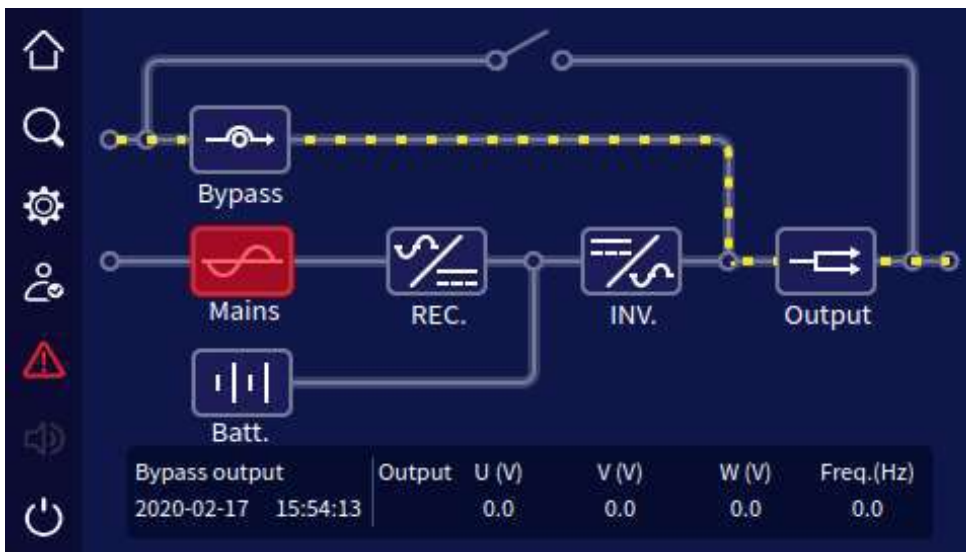 Bypass
Mains
REC.
INV.
Output
Batt.
Bypass output
2020-02-17 15:54:13
Output U (V) V (V) W (V) Freq.(Hz)
0.0 0.0 0.0 0.0